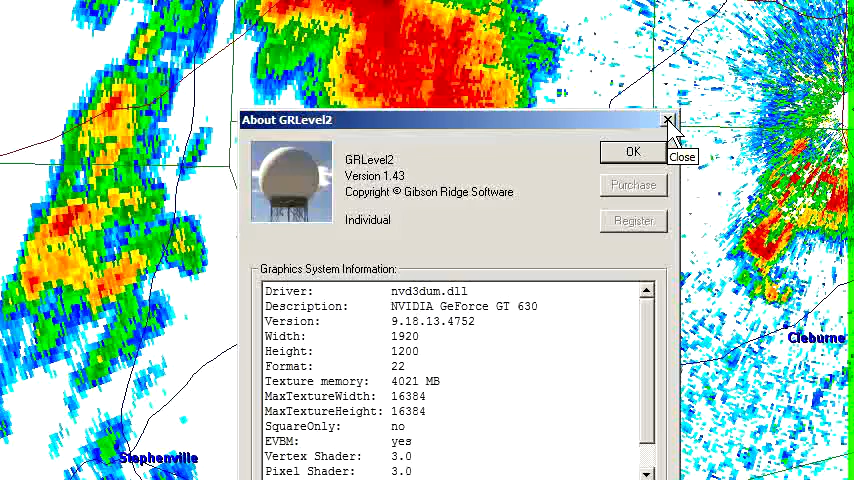 About GRLevel2
GRLevel2
Version 1.43
Copyright © Gibson Ridge Software
Individual
OK
Close
Purchase
Register
Graphics System Information:
Driver: nvd3dum.dll
Description: NVIDIA GeForce GT 630
Version: 9.18.13.4752
Width: 1920
Height: 1200
Format: 22
Texture memory: 4021 MB
MaxTextureWidth: 16384
MaxTextureHeight: 16384
SquareOnly: no
EVBM: yes
Vertex Shader: 3.0
Pixel Shader: 3.0
Cleburne
Stephenville